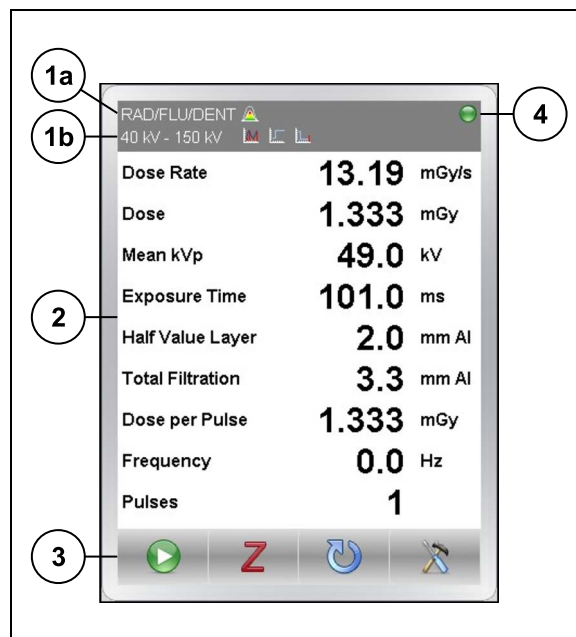 1a
RAD/FLU/DENT
4
1b
40 kV - 150 kV
Dose Rate 13.19 mGy/s
Dose 1.333 mGy
Mean kVp 49.0 kV
Exposure Time 101.0 ms
2
Half Value Layer 2.0 mm Al
Total Filtration 3.3 mm Al
Dose per Pulse 1.333 mGy
Frequency 0.0 Hz
Pulses 1
3
Z